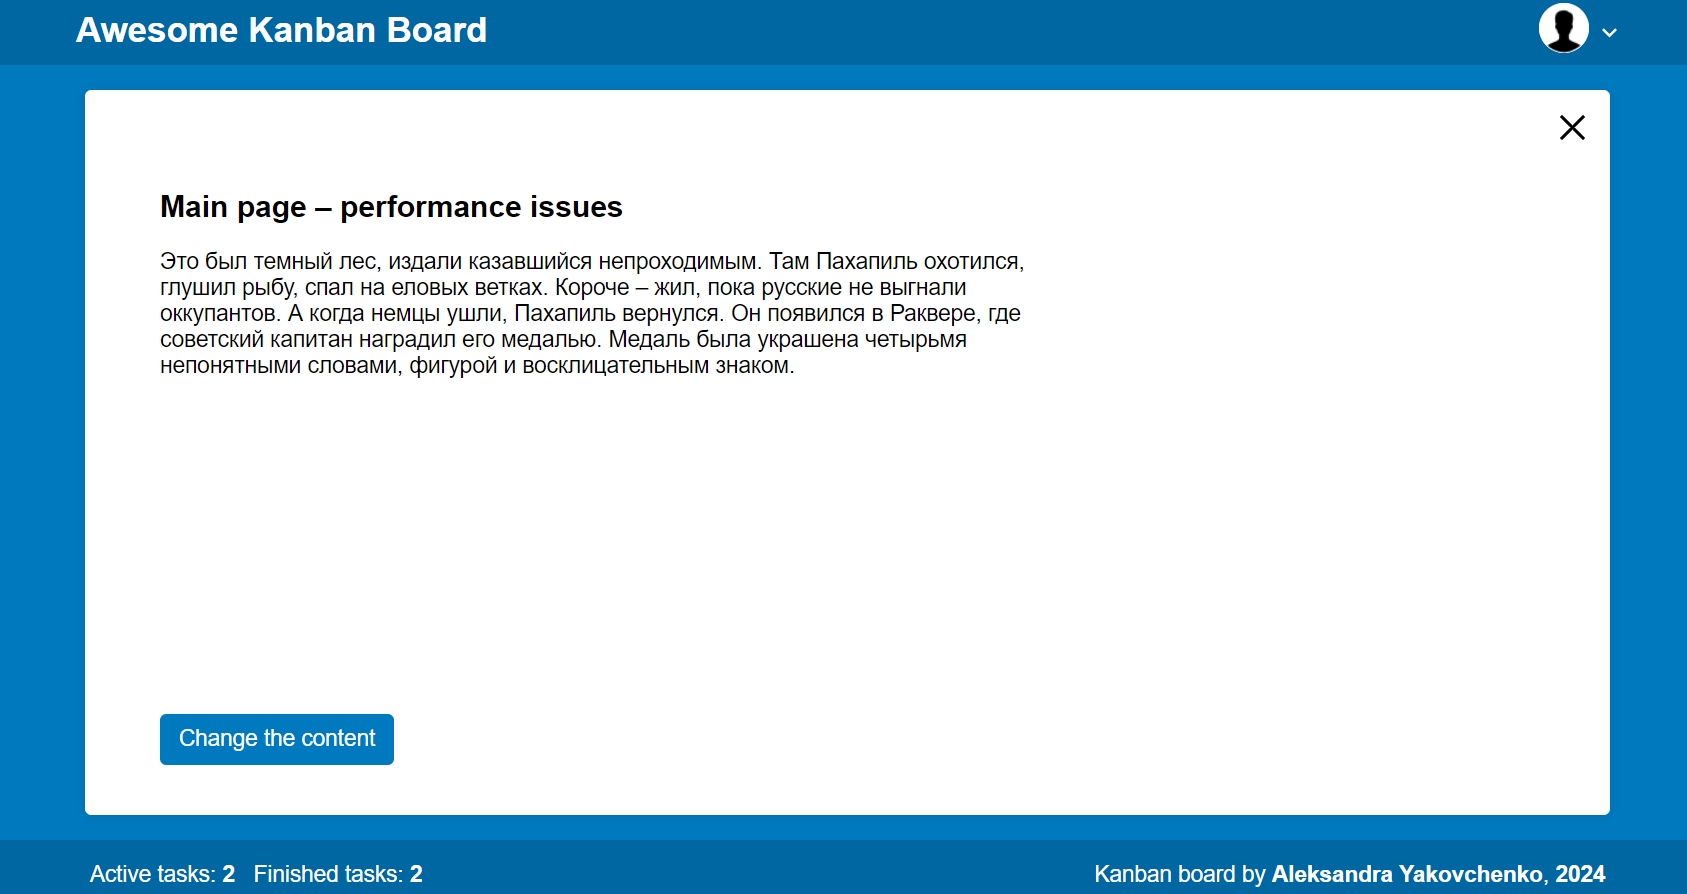 Awesome Kanban Board
Main page – performance issues
Это был темный лес, издали казавшийся непроходимым. Там Пахапиль охотился,
глушил рыбу, спал на еловых ветках. Короче – жил, пока русские не выгнали
оккупантов. А когда немцы ушли, Пахапиль вернулся. Он появился в Раквере, где
советский капитан наградил его медалью. Медаль была украшена четырьмя
непонятными словами, фигурой и восклицательным знаком.
Change the content
Active tasks: 2 Finished tasks: 2
Kanban board by Aleksandra Yakovchenko, 2024